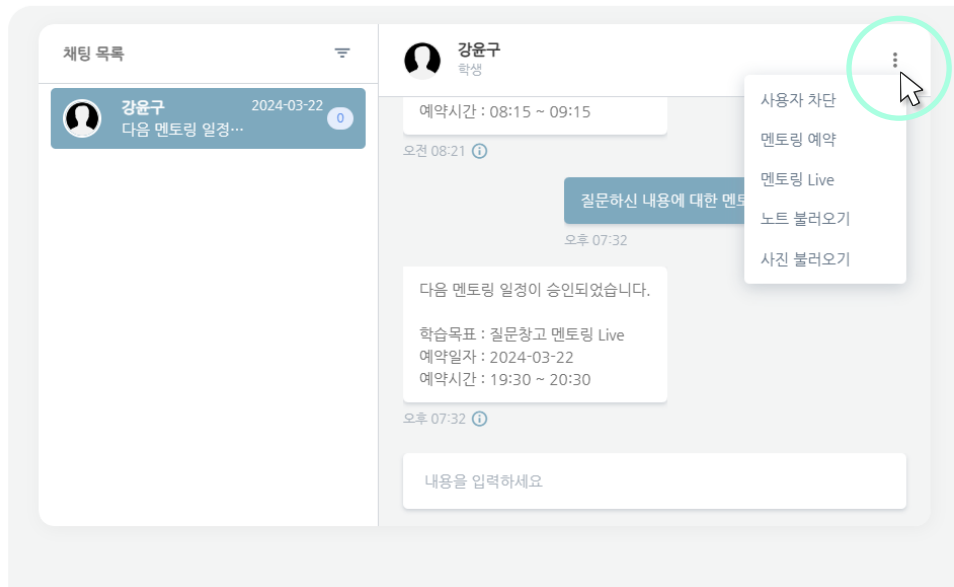 채팅 목록
강윤구
2024-03-22
다음 멘토링 일정…
0
강윤구
학생
예약시간 : 08:15 ~ 09:15
오전 08:21
질문하신 내용에 대한 멘토
오후 07:32
다음 멘토링 일정이 승인되었습니다.
학습목표 : 질문창고 멘토링 Live
예약일자 : 2024-03-22
예약시간 : 19:30 ~ 20:30
오후 07:32
내용을 입력하세요
사용자 차단
멘토링 예약
멘토링 Live
노트 불러오기
사진 불러오기